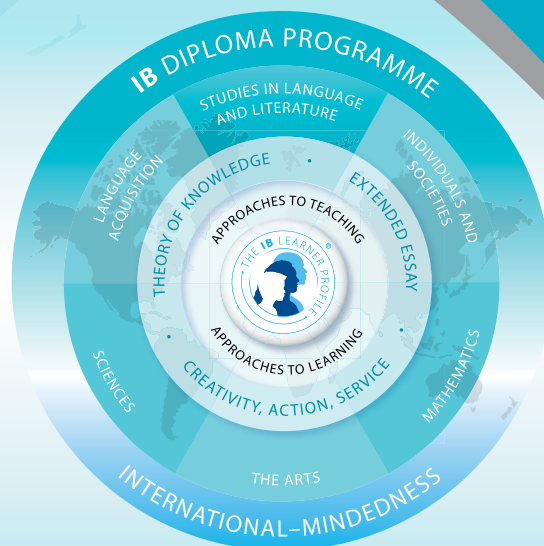 IB DIPLOMA PROGRAMME
STUDIES IN LANGUAGE
AND LITERATURE
LANGUAGE
ACQUISITION
INDIVIDUALS AND
SOCIETIES
THEORY OF KNOWLEDGE
EXTENDED ESSAY
APPROACHES TO TEACHING
THE IB LEARNER PROFILE
®
APPROACHES TO LEARNING
CREATIVITY, ACTION, SERVICE
SCIENCES
MATHEMATICS
THE ARTS
INTERNATIONAL–MINDEDNESS